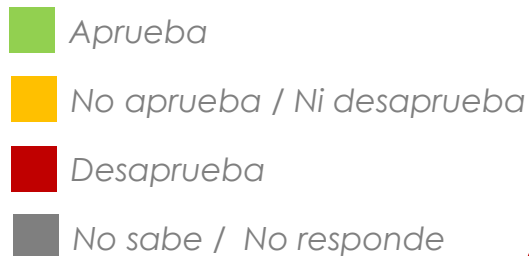 Aprueba
No aprueba / Ni desaprueba
Desaprueba
No sabe / No responde